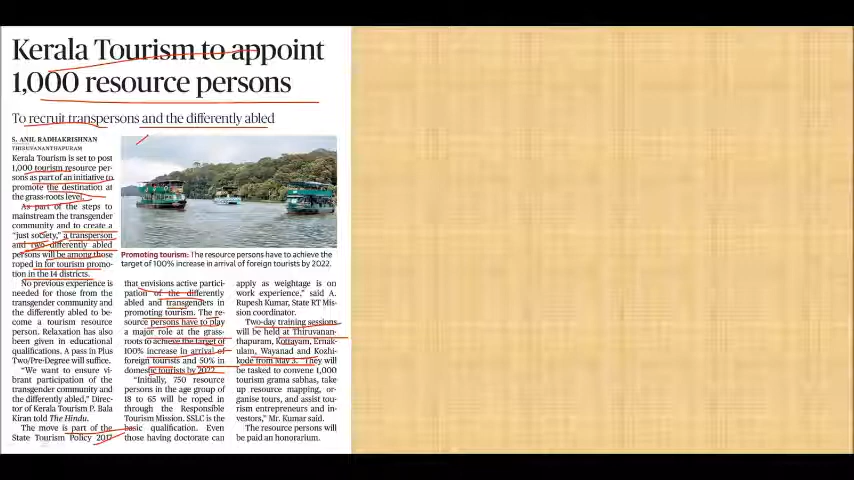 Kerala Tourism to appoint
1,000 resource persons
To recruit transpersons and the differently abled
S. ANIL RADHAKRISHNAN
THIRUVANANTHAPURAM
Kerala Tourism is set to post
1,000 tourism resource per-
sons as part of an initiative to
promote the destination at
the grass-roots level.
As part of the steps to
mainstream the transgender
community and to create a
“just society,” a transperson
and two differently abled
persons will be among those
roped in for tourism promo-
tion in the 14 districts.
No previous experience is
needed for those from the
transgender community and
the differently abled to be-
come a tourism resource
person. Relaxation has also
been given in educational
qualifications. A pass in Plus
Two/Pre-Degree will suffice.
“We want to ensure vi-
brant participation of the
transgender community and
the differently abled,” Direc-
tor of Kerala Tourism P. Bala
Kiran told The Hindu.
The move is part of the
State Tourism Policy 2017
Promoting tourism: The resource persons have to achieve the
target of 100% increase in arrival of foreign tourists by 2022.
that envisions active partici-
pation of the differently
abled and transgenders in
promoting tourism. The re-
source persons have to play
a major role at the grass-
roots to achieve the target of
100% increase in arrival of
foreign tourists and 50% in
domestic tourists by 2022.
“Initially, 750 resource
persons in the age group of
18 to 65 will be roped in
through the Responsible
Tourism Mission. SSLC is the
basic qualification. Even
those having doctorate can
apply as weightage is on
work experience,” said A.
Rupesh Kumar, State RT Mis-
sion coordinator.
Two-day training sessions
will be held at Thiruvanan-
thapuram, Kottayam, Ernak-
ulam, Wayanad and Kozhi-
kode from May 3. “They will
be tasked to convene 1,000
tourism grama sabhas, take
up resource mapping, or-
ganise tours, and assist tou-
rism entrepreneurs and in-
vestors,” Mr. Kumar said.
The resource persons will
be paid an honorarium.